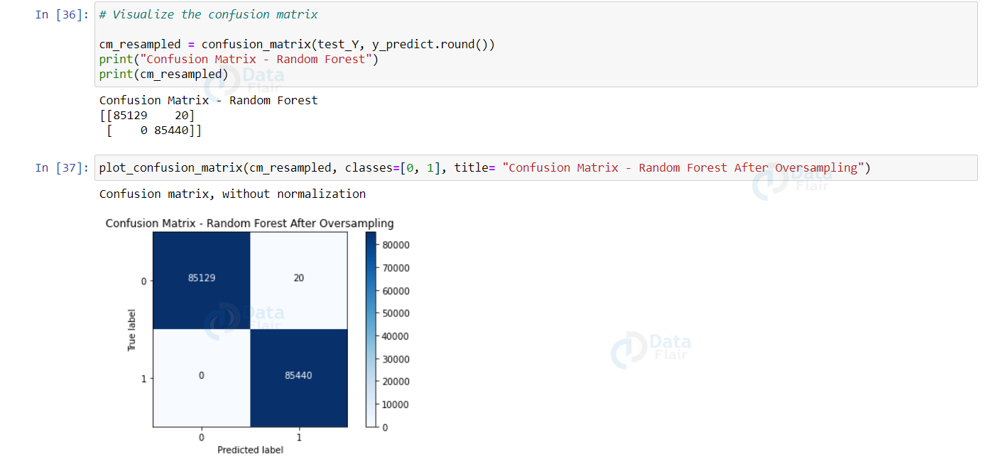 In [36]: # Visualize the confusion matrix
cm_resampled = confusion_matrix(test_Y, y_predict.round())
print("Confusion Matrix - Random Forest")
print(cm_resampled)
Data
Flair
Confusion Matrix - Random Forest
[[85129    20]
 [    0 85440]]
In [37]: plot_confusion_matrix(cm_resampled, classes=[0, 1], title= "Confusion Matrix - Random Forest After Oversampling")
Data
Flair
Confusion matrix, without normalization
Confusion Matrix - Random Forest After Oversampling
80000
70000
60000
50000
40000
30000
20000
10000
0
True label
0
1
85129
20
0
85440
Data
Flair
0
1
Predicted label
Data
Flair